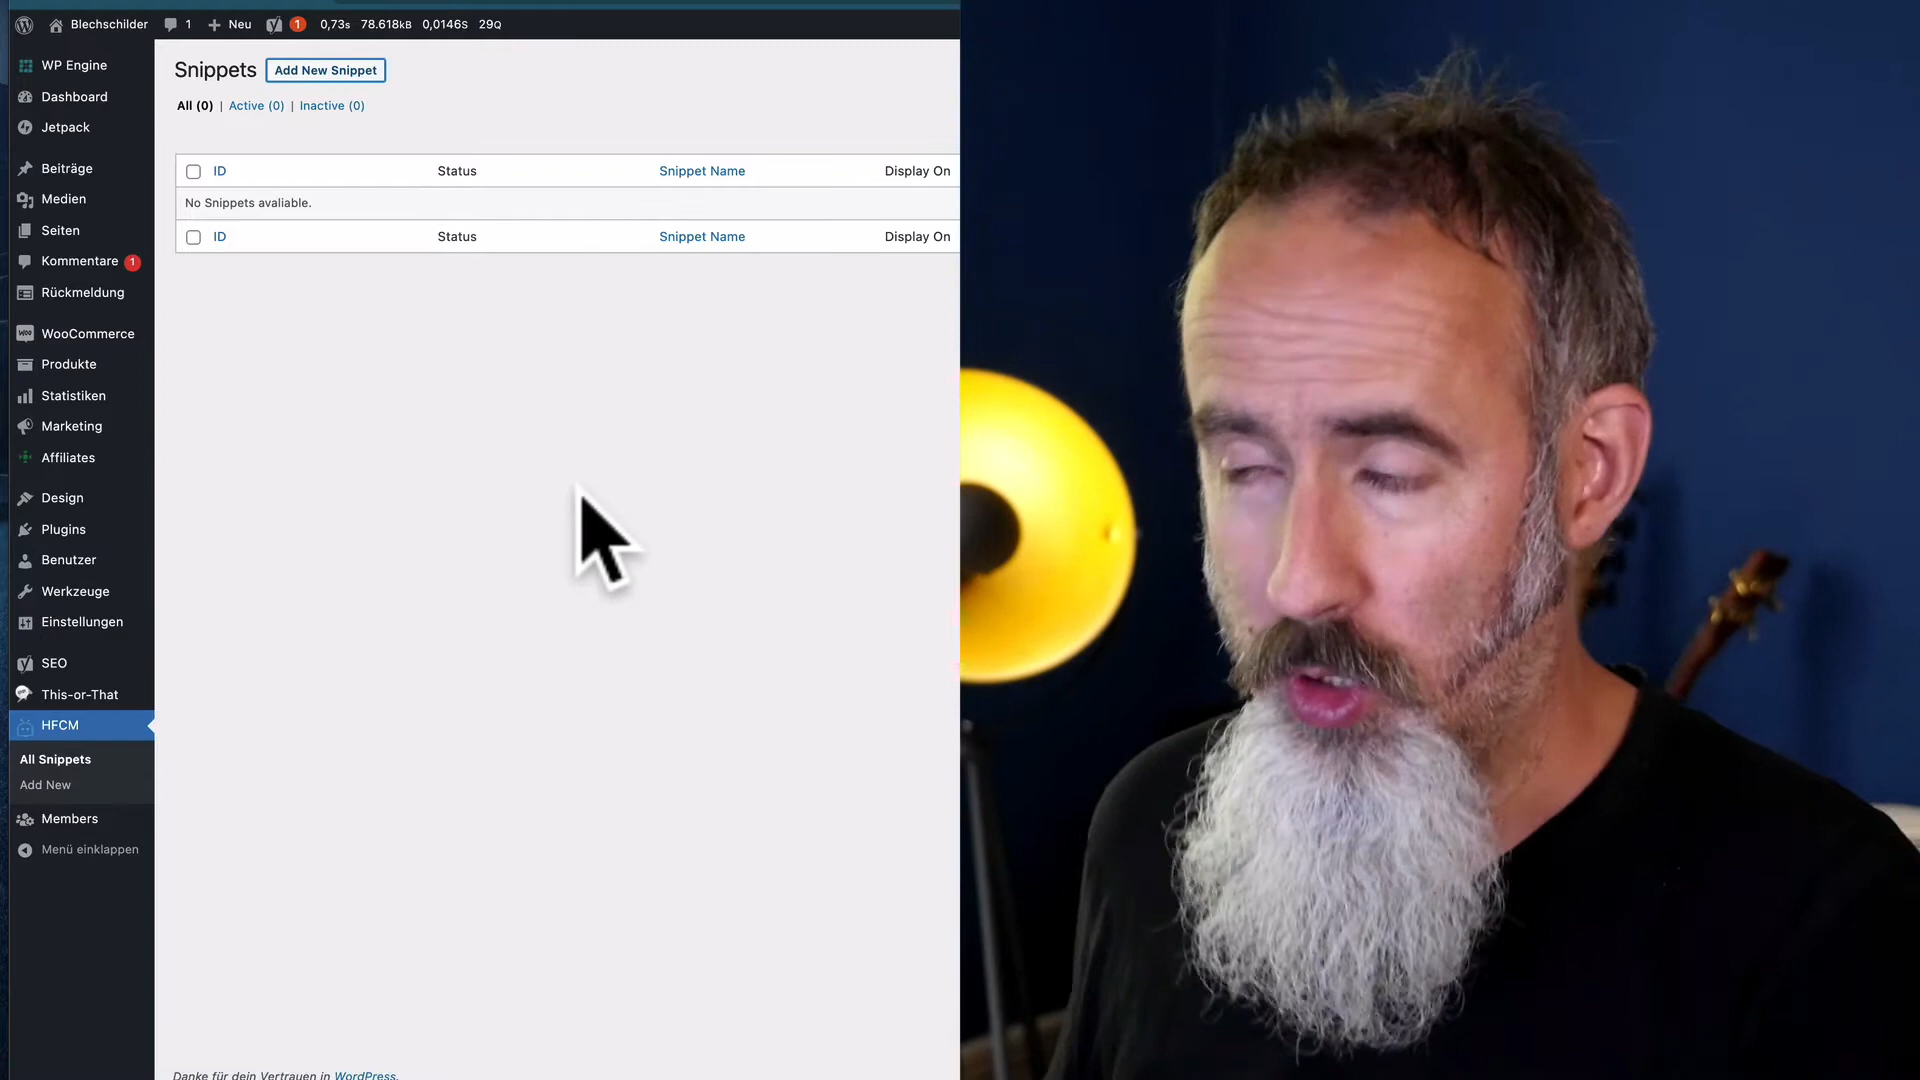 Blechschilder 1 Neu 1 0,73s 78.618kB 0,0146s 29Q
WP Engine
Dashboard
Jetpack
Beiträge
Medien
Seiten
Kommentare 1
Rückmeldung
WooCommerce
Produkte
Statistiken
Marketing
Affiliates
Design
Plugins
Benutzer
Werkzeuge
Einstellungen
SEO
This-or-That
HFCM
All Snippets
Add New
Members
Menü einklappen
Snippets Add New Snippet
All (0) | Active (0) | Inactive (0)
ID Status Snippet Name Display On
No Snippets avaliable.
ID Status Snippet Name Display On
Danke für dein Vertrauen in WordPress.